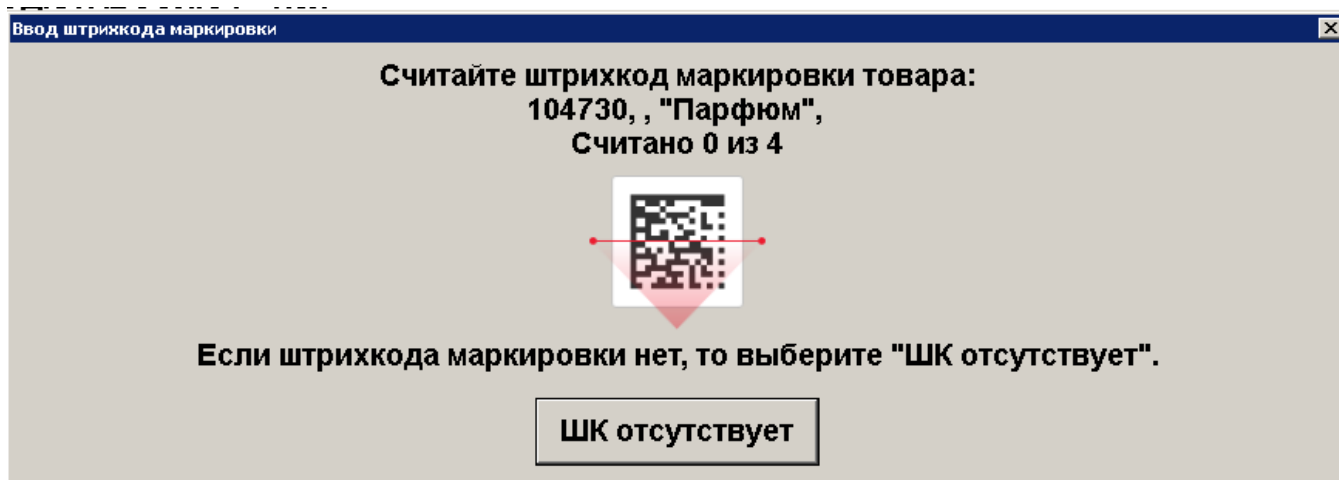 Ввод штрихкода маркировки
Считайте штрихкод маркировки товара:
104730, , "Парфюм",
Считано 0 из 4
Если штрихкода маркировки нет, то выберите "ШК отсутствует".
ШК отсутствует